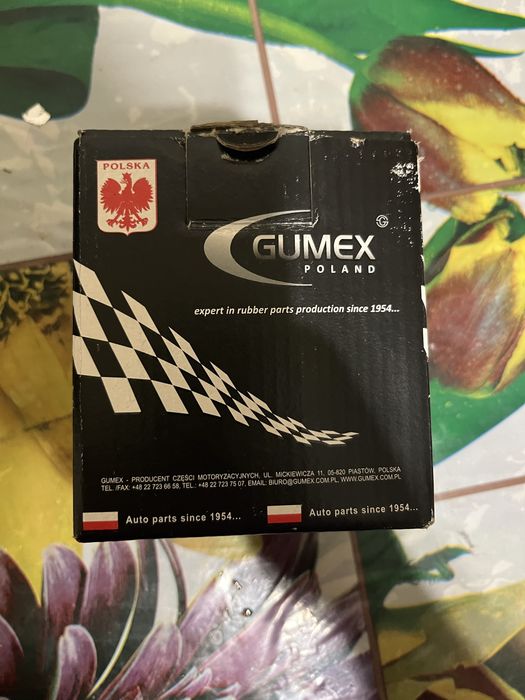 POLSKA
G
GUMEX
POLAND
expert in rubber parts production since 1954...
GUMEX - PRODUCENT CZĘŚCI MOTORYZACYJNYCH, UL. MICKIEWICZA 11, 05-820 PIASTÓW, POLSKA
TEL. /FAX: +48 22 723 66 58, TEL.: +48 22 723 75 07, EMAIL: BIURO@GUMEX.COM.PL, WWW.GUMEX.COM.PL
Auto parts since 1954... Auto parts since 1954...